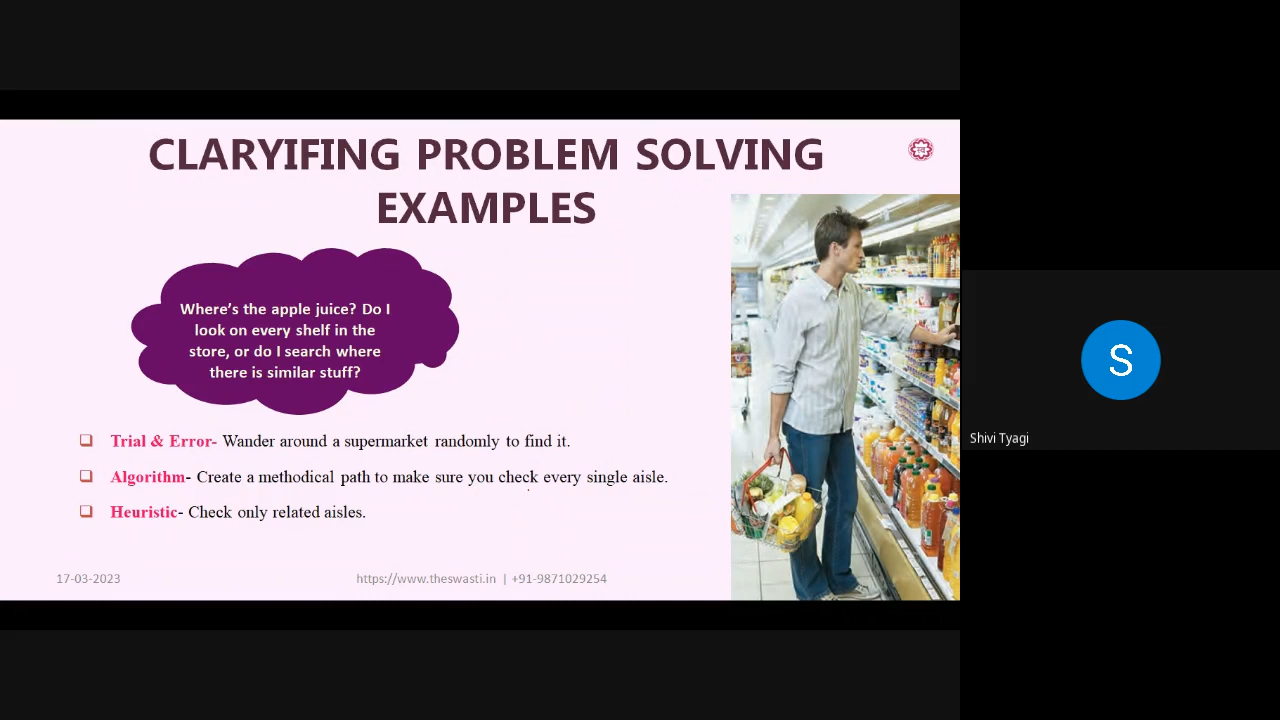 CLARYIFING PROBLEM SOLVING
EXAMPLES
Where's the apple juice? Do I
look on every shelf in the
store, or do I search where
there is similar stuff?
Trial & Error- Wander around a supermarket randomly to find it.
Algorithm- Create a methodical path to make sure you check every single aisle.
Heuristic- Check only related aisles.
17-03-2023
https://www.theswasti.in | +91-9871029254
S
Shivi Tyagi